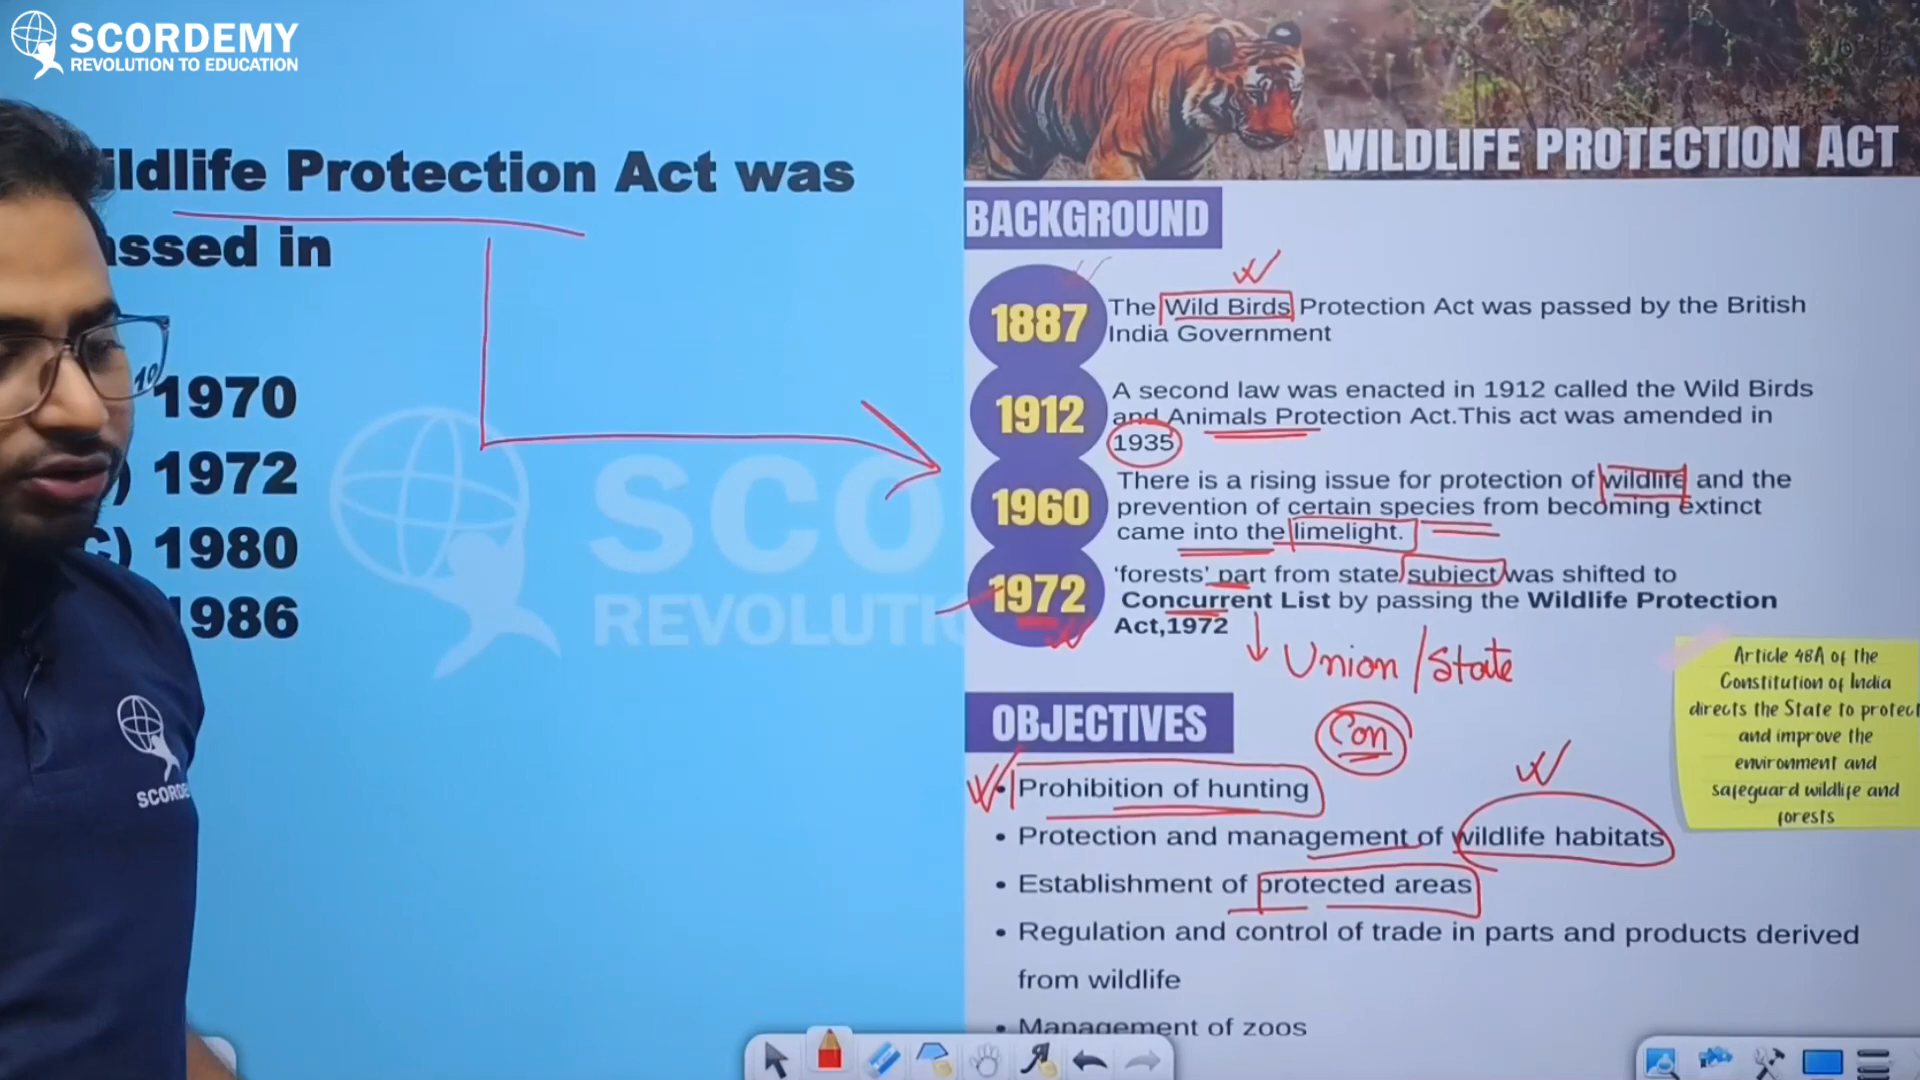 SCORDEMY
REVOLUTION TO EDUCATION
ildlife Protection Act was
assed in
1970
) 1972
C) 1980
1986
SCO
REVOLUTI
SCORDE
WILDLIFE PROTECTION ACT
BACKGROUND
1887
The Wild Birds Protection Act was passed by the British
India Government
1912
A second law was enacted in 1912 called the Wild Birds
and Animals Protection Act.This act was amended in
1935
1960
There is a rising issue for protection of wildlife and the
prevention of certain species from becoming extinct
came into the limelight.
1972
‘forests’ part from state subject was shifted to
Concurrent List by passing the Wildlife Protection
Act,1972
Union / State
Con
Article 48A of the
Constitution of India
directs the State to protect
and improve the
environment and
safeguard wildlife and
forests
OBJECTIVES
• Prohibition of hunting
• Protection and management of wildlife habitats
• Establishment of protected areas
• Regulation and control of trade in parts and products derived
from wildlife
• Management of zoos